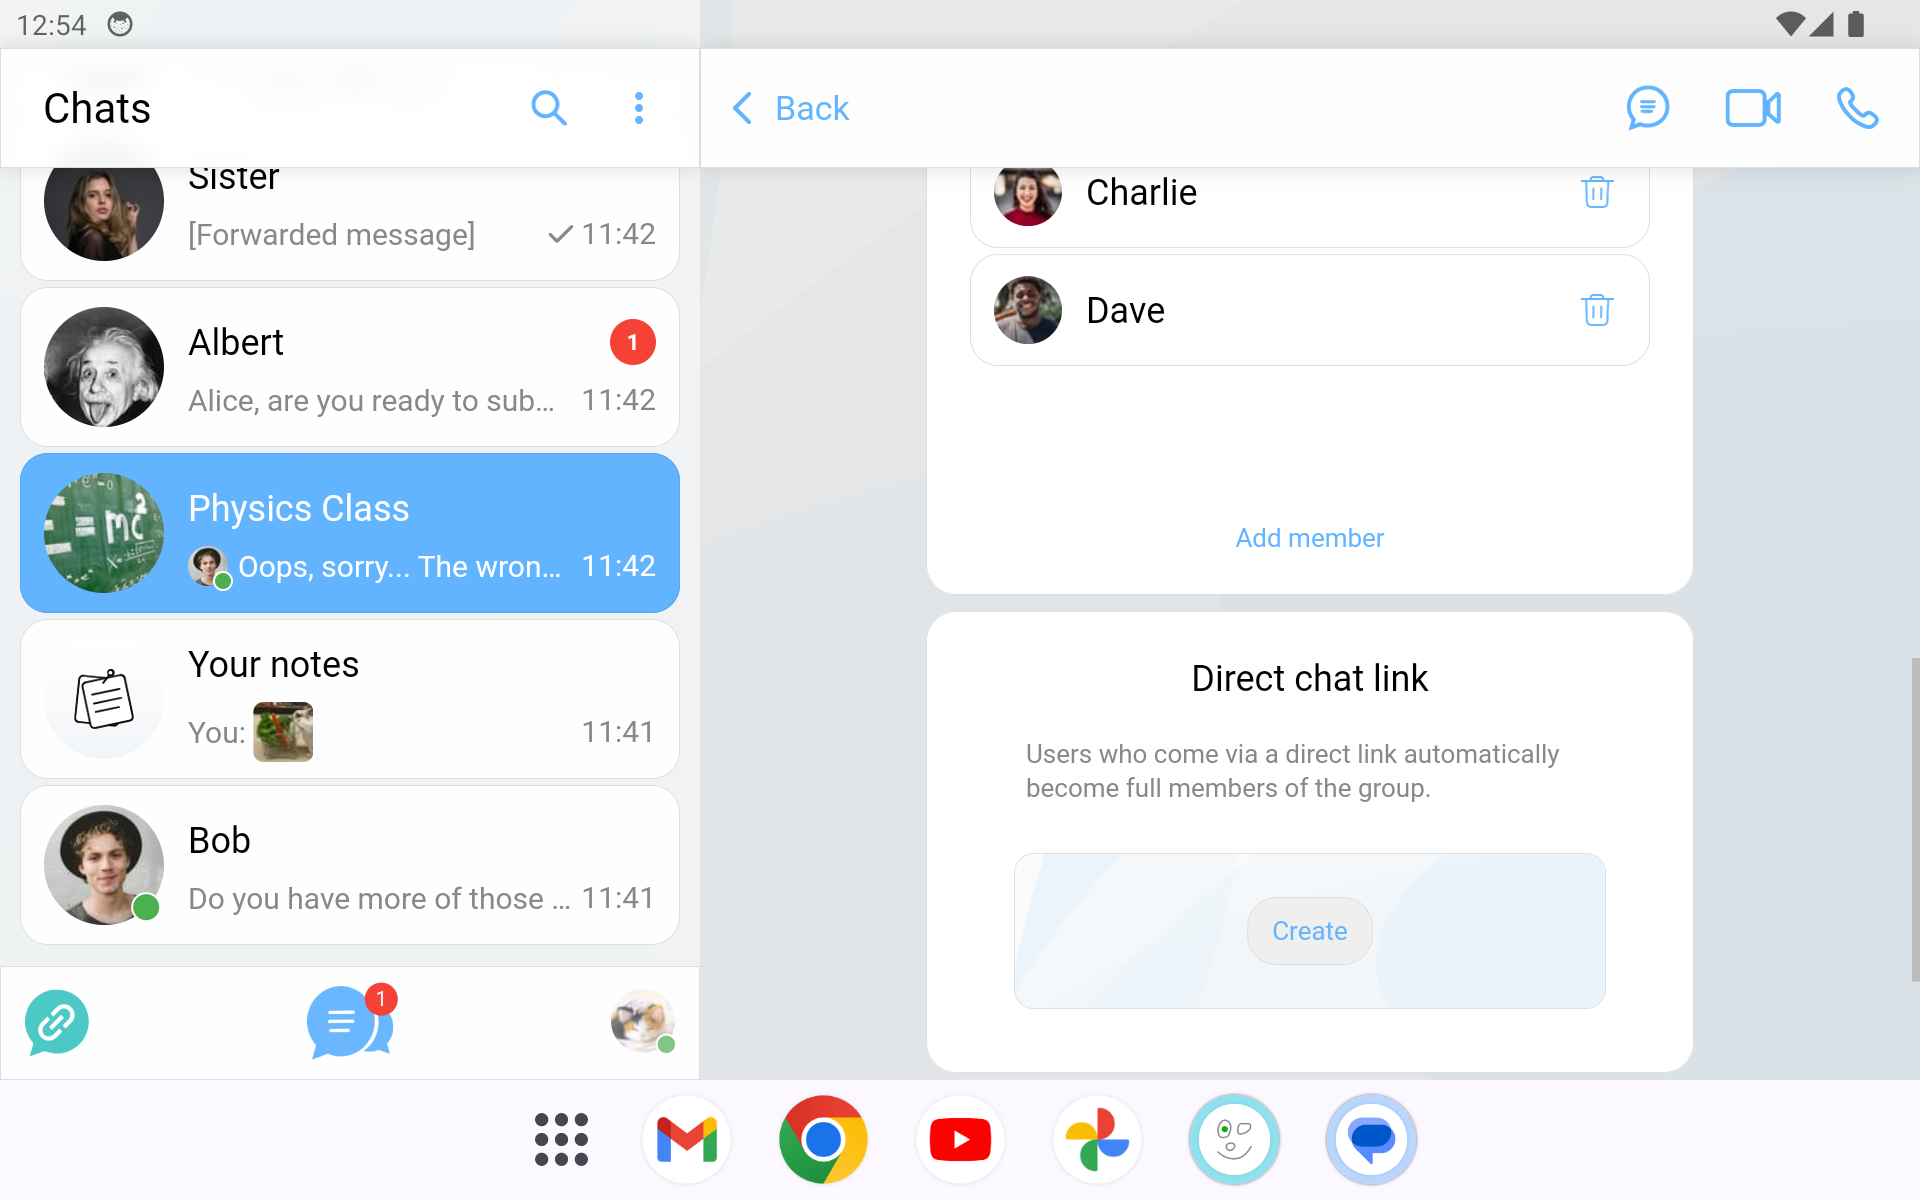 12:54
Chats
Back
Sister
[Forwarded message] 11:42
Albert 1
Alice, are you ready to sub... 11:42
Physics Class
Oops, sorry... The wron... 11:42
Your notes
You: 11:41
Bob
Do you have more of those ... 11:41
1
Charlie
Dave
Add member
Direct chat link
Users who come via a direct link automatically
become full members of the group.
Create